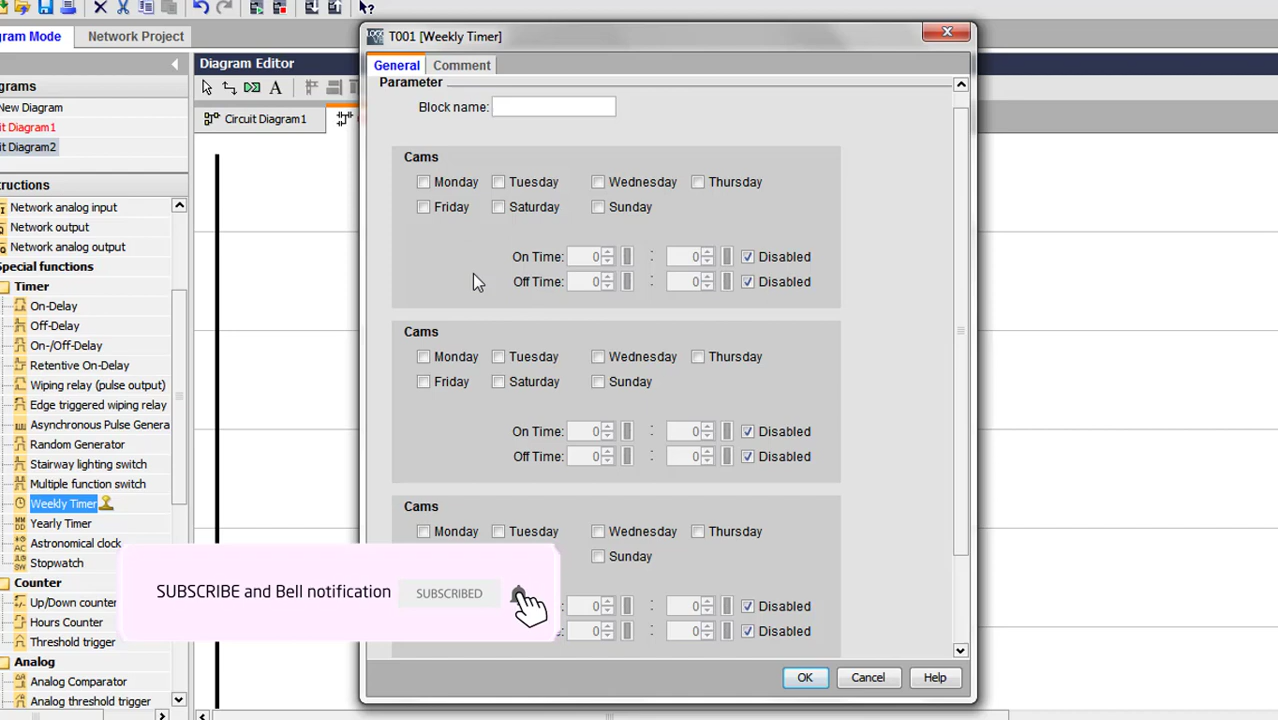 T001 [Weekly Timer]
gram Mode
Network Project
General
Comment
Diagram Editor
grams
New Diagram
it Diagram1
it Diagram2
Circuit Diagram1
Parameter
Block name:
Cams
Monday Tuesday Wednesday Thursday
Friday Saturday Sunday
On Time: 0 : 0 Disabled
Off Time: 0 : 0 Disabled
Cams
Monday Tuesday Wednesday Thursday
Friday Saturday Sunday
On Time: 0 : 0 Disabled
Off Time: 0 : 0 Disabled
Cams
Monday Tuesday Wednesday Thursday
Sunday
: 0 : 0 Disabled
: 0 : 0 Disabled
OK Cancel Help
structions
Network analog input
Network output
Network analog output
Special functions
Timer
On-Delay
Off-Delay
On-/Off-Delay
Retentive On-Delay
Wiping relay (pulse output)
Edge triggered wiping relay
Asynchronous Pulse Genera
Random Generator
Stairway lighting switch
Multiple function switch
Weekly Timer
Yearly Timer
Astronomical clock
Stopwatch
Counter
Up/Down counter
Hours Counter
Threshold trigger
Analog
Analog Comparator
Analog threshold trigger
SUBSCRIBE and Bell notification SUBSCRIBED